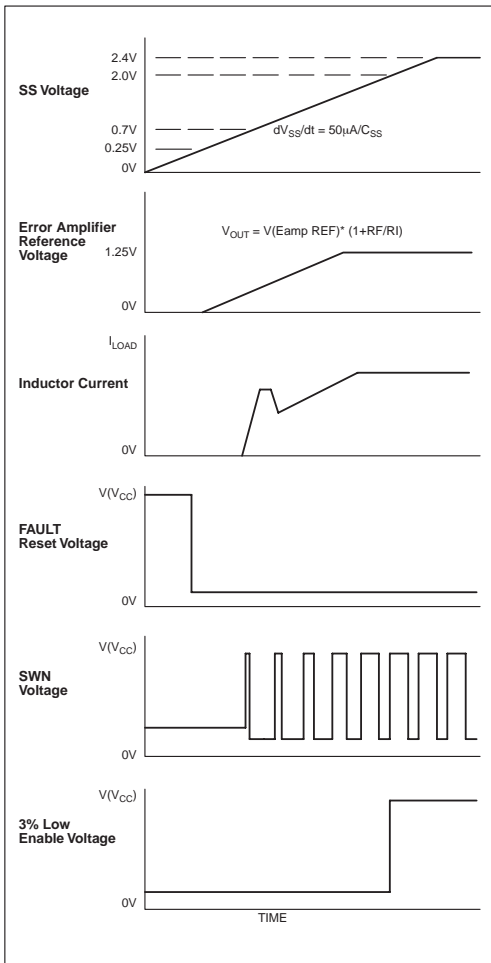 2.4V
2.0V
SS Voltage
0.7V
dVSS/dt = 50μA/CSS
0.25V
0V
Error Amplifier
Reference
Voltage
VOUT = V(Eamp REF)* (1+RF/RI)
1.25V
0V
ILOAD
Inductor Current
0V
V(VCC)
FAULT
Reset Voltage
0V
V(VCC)
SWN
Voltage
0V
V(VCC)
3% Low
Enable Voltage
0V
TIME